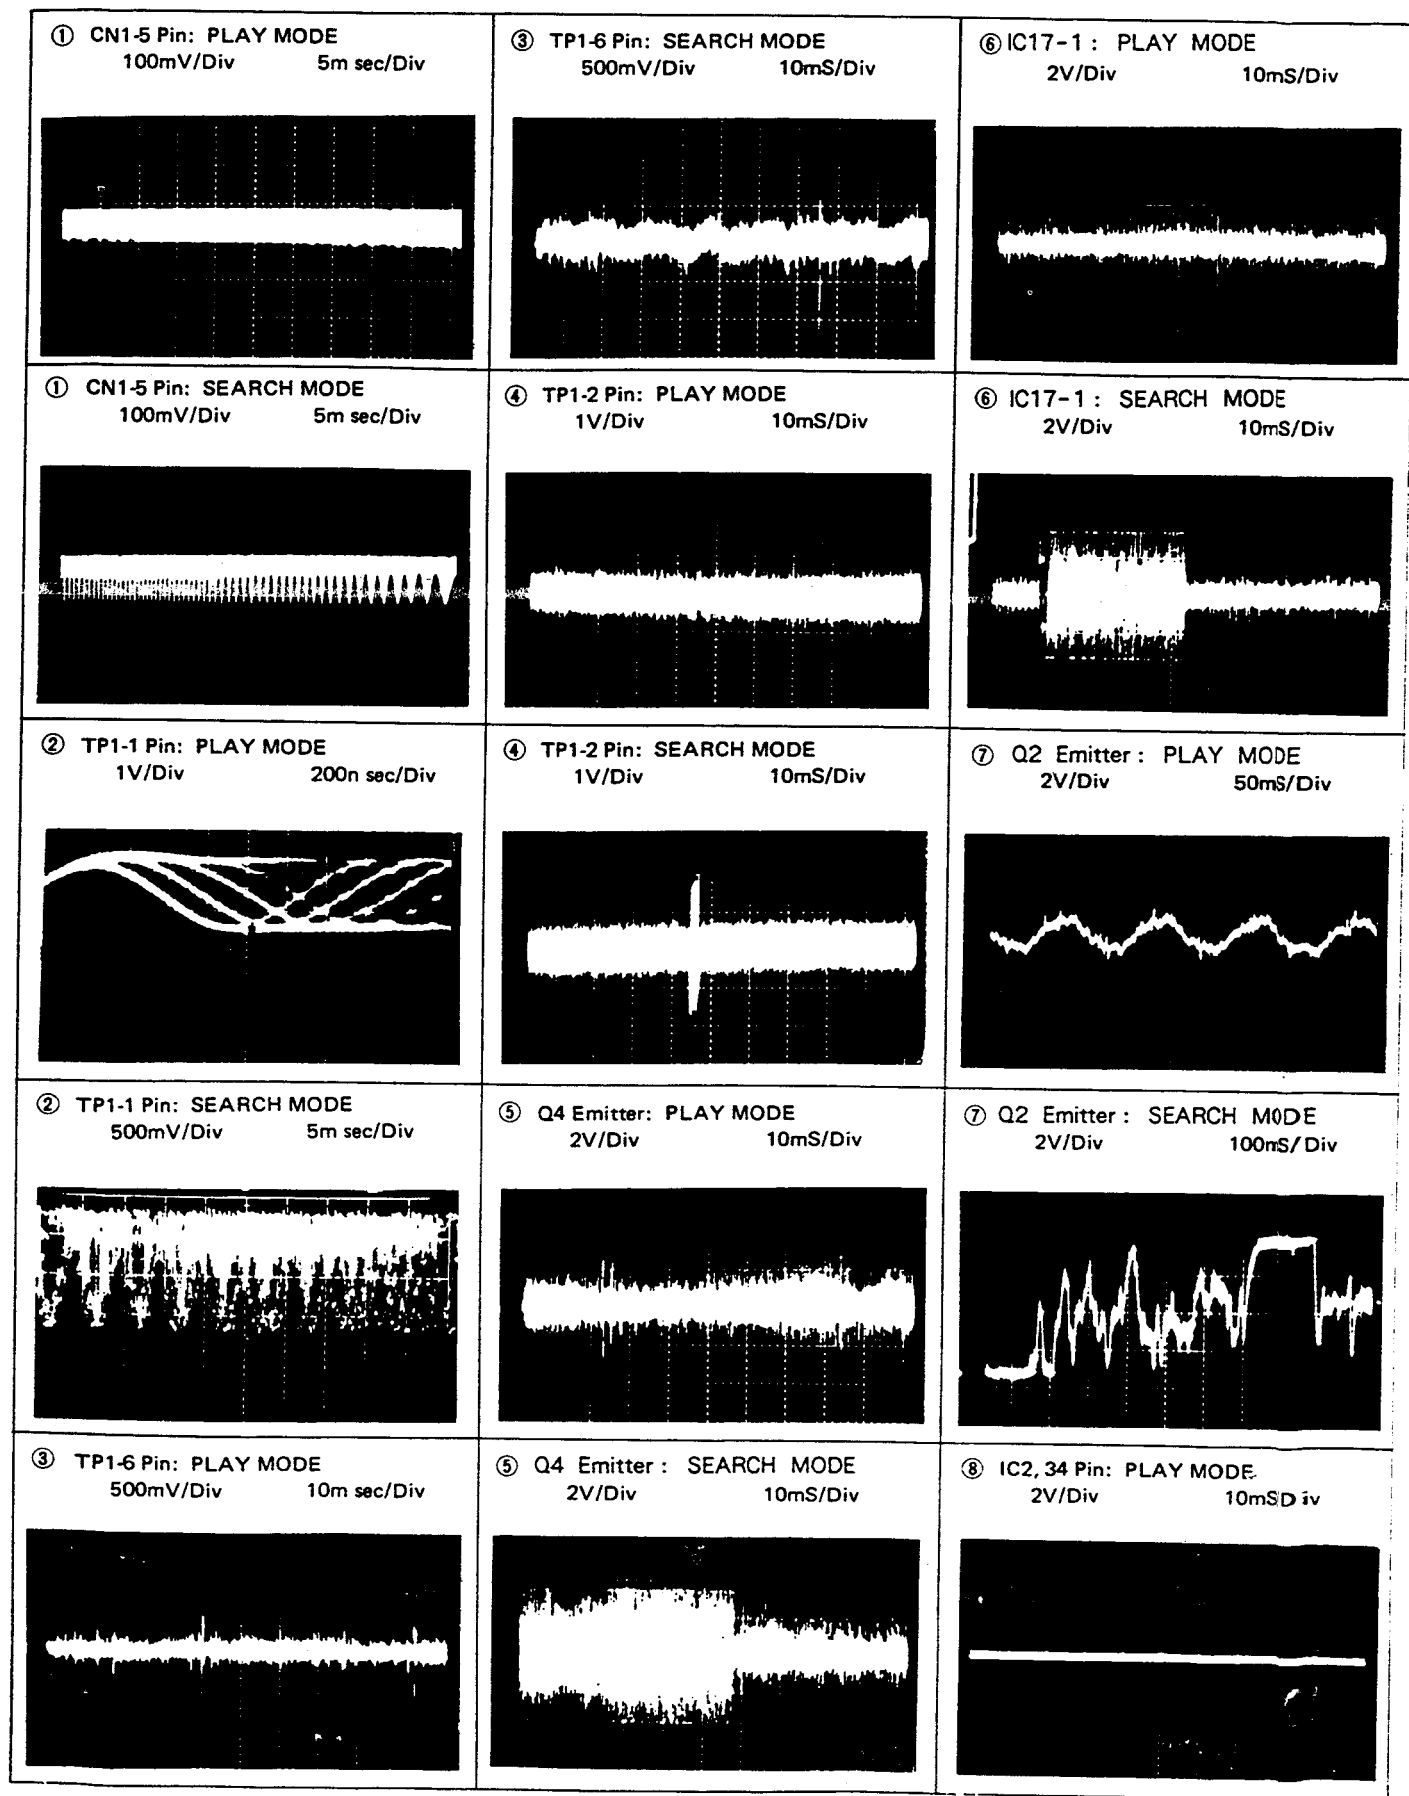 ① CN1-5 Pin: PLAY MODE
100mV/Div 5m sec/Div
① CN1-5 Pin: SEARCH MODE
100mV/Div 5m sec/Div
② TP1-1 Pin: PLAY MODE
1V/Div 200n sec/Div
② TP1-1 Pin: SEARCH MODE
500mV/Div 5m sec/Div
③ TP1-6 Pin: PLAY MODE
500mV/Div 10m sec/Div
③ TP1-6 Pin: SEARCH MODE
500mV/Div 10mS/Div
④ TP1-2 Pin: PLAY MODE
1V/Div 10mS/Div
④ TP1-2 Pin: SEARCH MODE
1V/Div 10mS/Div
⑤ Q4 Emitter: PLAY MODE
2V/Div 10mS/Div
⑤ Q4 Emitter: SEARCH MODE
2V/Div 10mS/Div
⑥ IC17-1: PLAY MODE
2V/Div 10mS/Div
⑥ IC17-1: SEARCH MODE
2V/Div 10mS/Div
⑦ Q2 Emitter: PLAY MODE
2V/Div 50mS/Div
⑦ Q2 Emitter: SEARCH MODE
2V/Div 100mS/Div
⑧ IC2, 34 Pin: PLAY MODE
2V/Div 10mSDiv